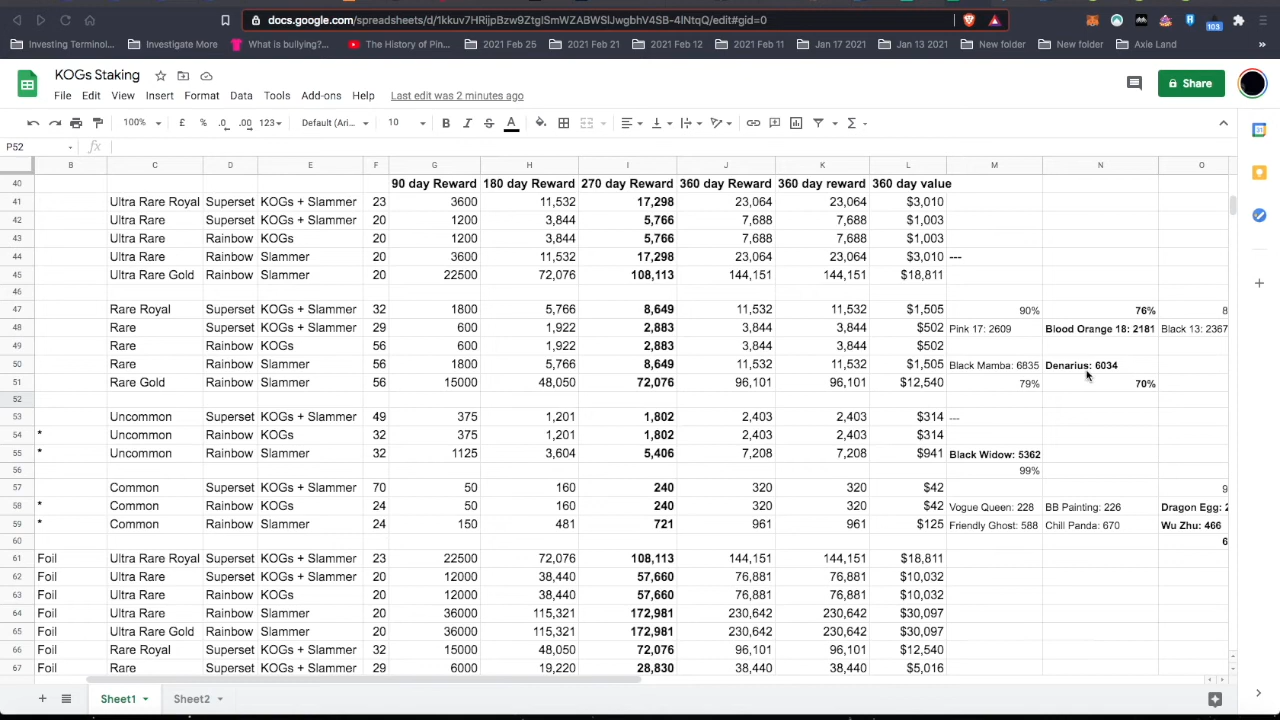 docs.google.com/spreadsheets/d/1kkuv7HRijpBzw9ZtglSmWZABWSlJwgbhV4SB-4lNtqQ/edit#gid=0
103
Investing Terminol... Investigate More What is bullying?... The History of Pin... 2021 Feb 25 2021 Feb 21 2021 Feb 12 2021 Feb 11 Jan 17 2021 Jan 13 2021 New folder New folder Axie Land »
KOGs Staking
File Edit View Insert Format Data Tools Add-ons Help Last edit was 2 minutes ago
Share
100% £ % .0 .00 123 Default (Ari... 10 B I S A Σ
P52 fx
B C D E F G H I J K L M N O
40 90 day Reward 180 day Reward 270 day Reward 360 day Reward 360 day reward 360 day value
41 Ultra Rare Royal Superset KOGs + Slammer 23 3600 11,532 17,298 23,064 23,064 $3,010
42 Ultra Rare Superset KOGs + Slammer 20 1200 3,844 5,766 7,688 7,688 $1,003
43 Ultra Rare Rainbow KOGs 20 1200 3,844 5,766 7,688 7,688 $1,003
44 Ultra Rare Rainbow Slammer 20 3600 11,532 17,298 23,064 23,064 $3,010 ---
45 Ultra Rare Gold Rainbow Slammer 20 22500 72,076 108,113 144,151 144,151 $18,811
46
47 Rare Royal Superset KOGs + Slammer 32 1800 5,766 8,649 11,532 11,532 $1,505 90% 76% 8
48 Rare Superset KOGs + Slammer 29 600 1,922 2,883 3,844 3,844 $502 Pink 17: 2609 Blood Orange 18: 2181 Black 13: 2367
49 Rare Rainbow KOGs 56 600 1,922 2,883 3,844 3,844 $502
50 Rare Rainbow Slammer 56 1800 5,766 8,649 11,532 11,532 $1,505 Black Mamba: 6835 Denarius: 6034
51 Rare Gold Rainbow Slammer 56 15000 48,050 72,076 96,101 96,101 $12,540 79% 70%
52
53 Uncommon Superset KOGs + Slammer 49 375 1,201 1,802 2,403 2,403 $314 ---
54 * Uncommon Rainbow KOGs 32 375 1,201 1,802 2,403 2,403 $314
55 * Uncommon Rainbow Slammer 32 1125 3,604 5,406 7,208 7,208 $941 Black Widow: 5362
56 99%
57 Common Superset KOGs + Slammer 70 50 160 240 320 320 $42 9
58 * Common Rainbow KOGs 24 50 160 240 320 320 $42 Vogue Queen: 228 BB Painting: 226 Dragon Egg: 2
59 * Common Rainbow Slammer 24 150 481 721 961 961 $125 Friendly Ghost: 588 Chill Panda: 670 Wu Zhu: 466
60 6
61 Foil Ultra Rare Royal Superset KOGs + Slammer 23 22500 72,076 108,113 144,151 144,151 $18,811
62 Foil Ultra Rare Superset KOGs + Slammer 20 12000 38,440 57,660 76,881 76,881 $10,032
63 Foil Ultra Rare Rainbow KOGs 20 12000 38,440 57,660 76,881 76,881 $10,032
64 Foil Ultra Rare Rainbow Slammer 20 36000 115,321 172,981 230,642 230,642 $30,097
65 Foil Ultra Rare Gold Rainbow Slammer 20 36000 115,321 172,981 230,642 230,642 $30,097
66 Foil Rare Royal Superset KOGs + Slammer 32 15000 48,050 72,076 96,101 96,101 $12,540
67 Foil Rare Superset KOGs + Slammer 29 6000 19,220 28,830 38,440 38,440 $5,016
Sheet1 Sheet2